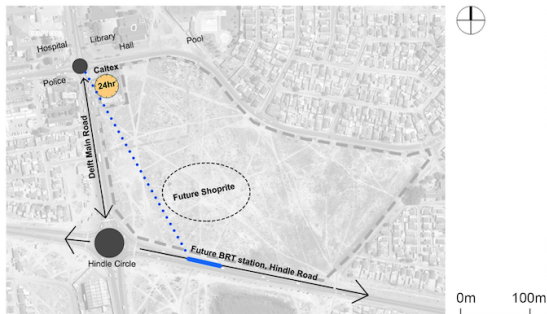 Hospital
Library
Hall
Pool
Police
Caltex
24hr
Delft Main Road
Future Shoprite
Future BRT station, Hindle Road
Hindle Circle
0m
100m